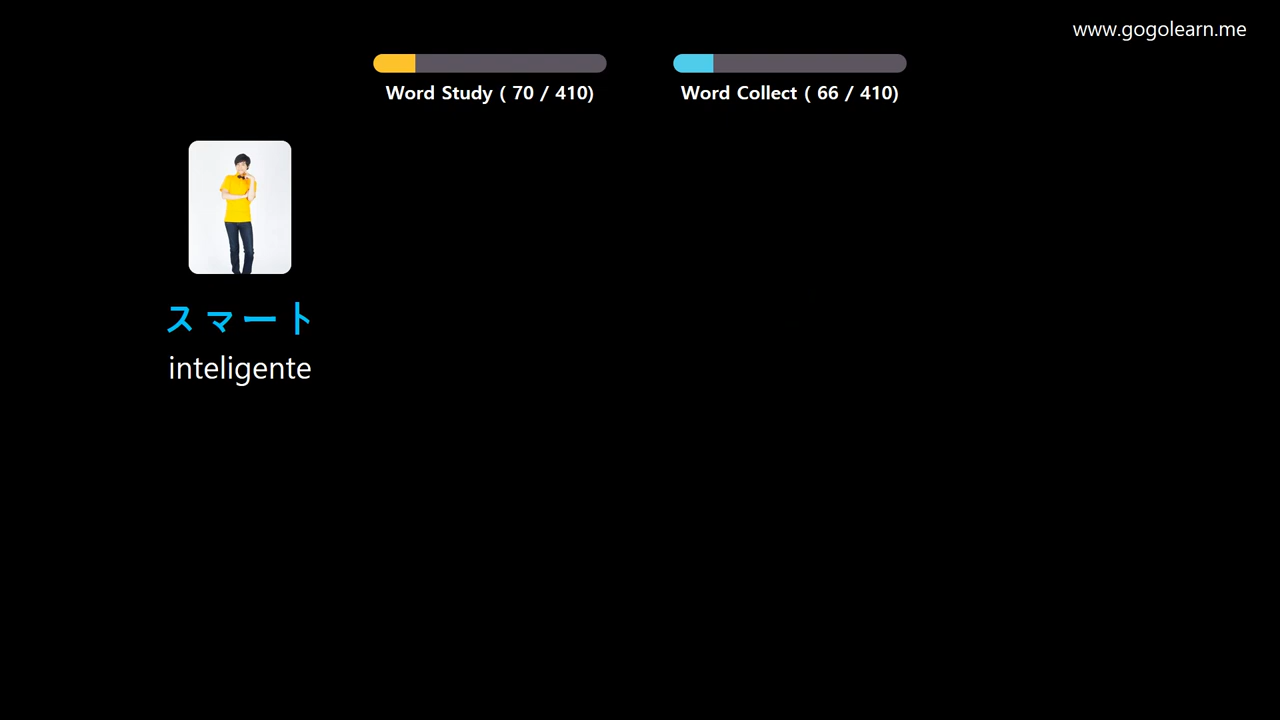 www.gogolearn.me
Word Study ( 70 / 410)
Word Collect ( 66 / 410)
スマート
inteligente